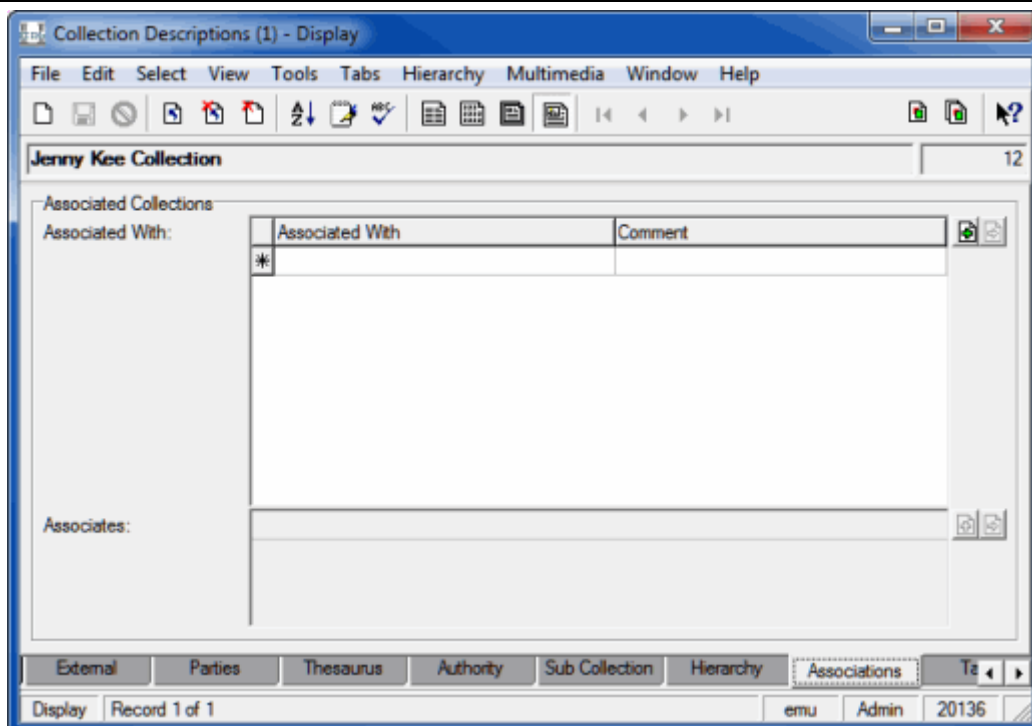 Collection Descriptions (1) - Display
File Edit Select View Tools Tabs Hierarchy Multimedia Window Help
Jenny Kee Collection 12
Associated Collections
Associated With: Associated With Comment
Associates:
External Parties Thesaurus Authority Sub Collection Hierarchy Associations
Display Record 1 of 1 emu Admin 20136